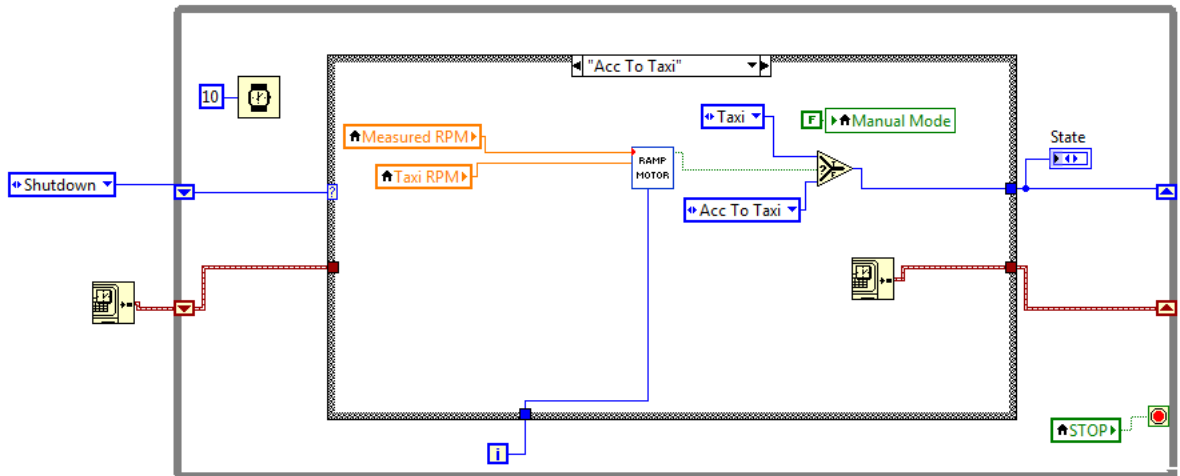 "Acc To Taxi"
10
Taxi
F
Manual Mode
Measured RPM
Taxi RPM
RAMP
MOTOR
?
T
F
State
Shutdown
?
Acc To Taxi
i
STOP